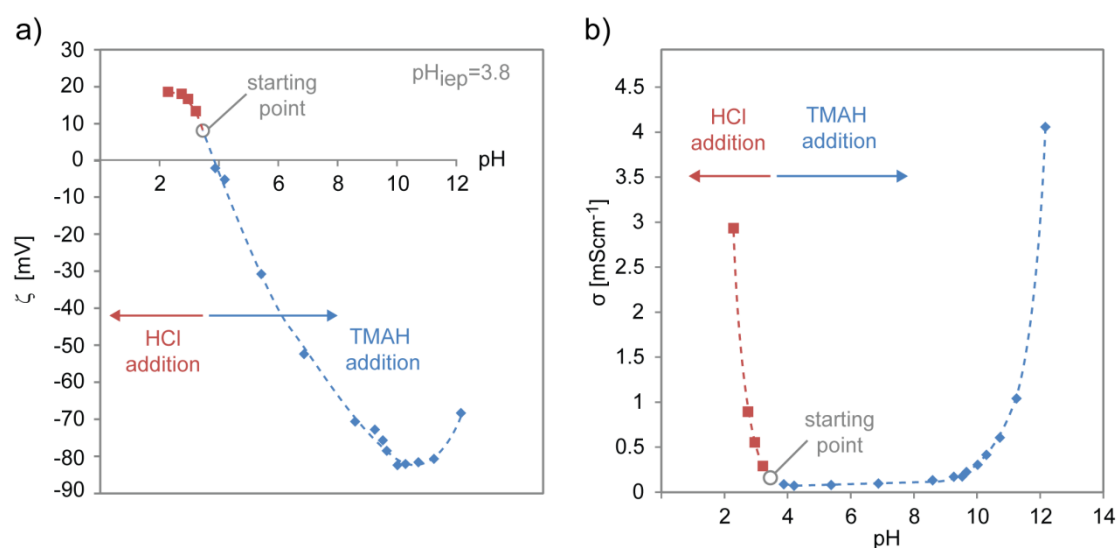 a)
30
20
10
0
-10
-20
-30
-40
-50
-60
-70
-80
-90
ζ [mV]
pHiep=3.8
starting
point
2
4
6
8
10
12
pH
HCl
addition
TMAH
addition
b)
4.5
4
3.5
3
2.5
2
1.5
1
0.5
0
σ [mScm-1]
HCl
addition
TMAH
addition
starting
point
0
2
4
6
8
10
12
14
pH